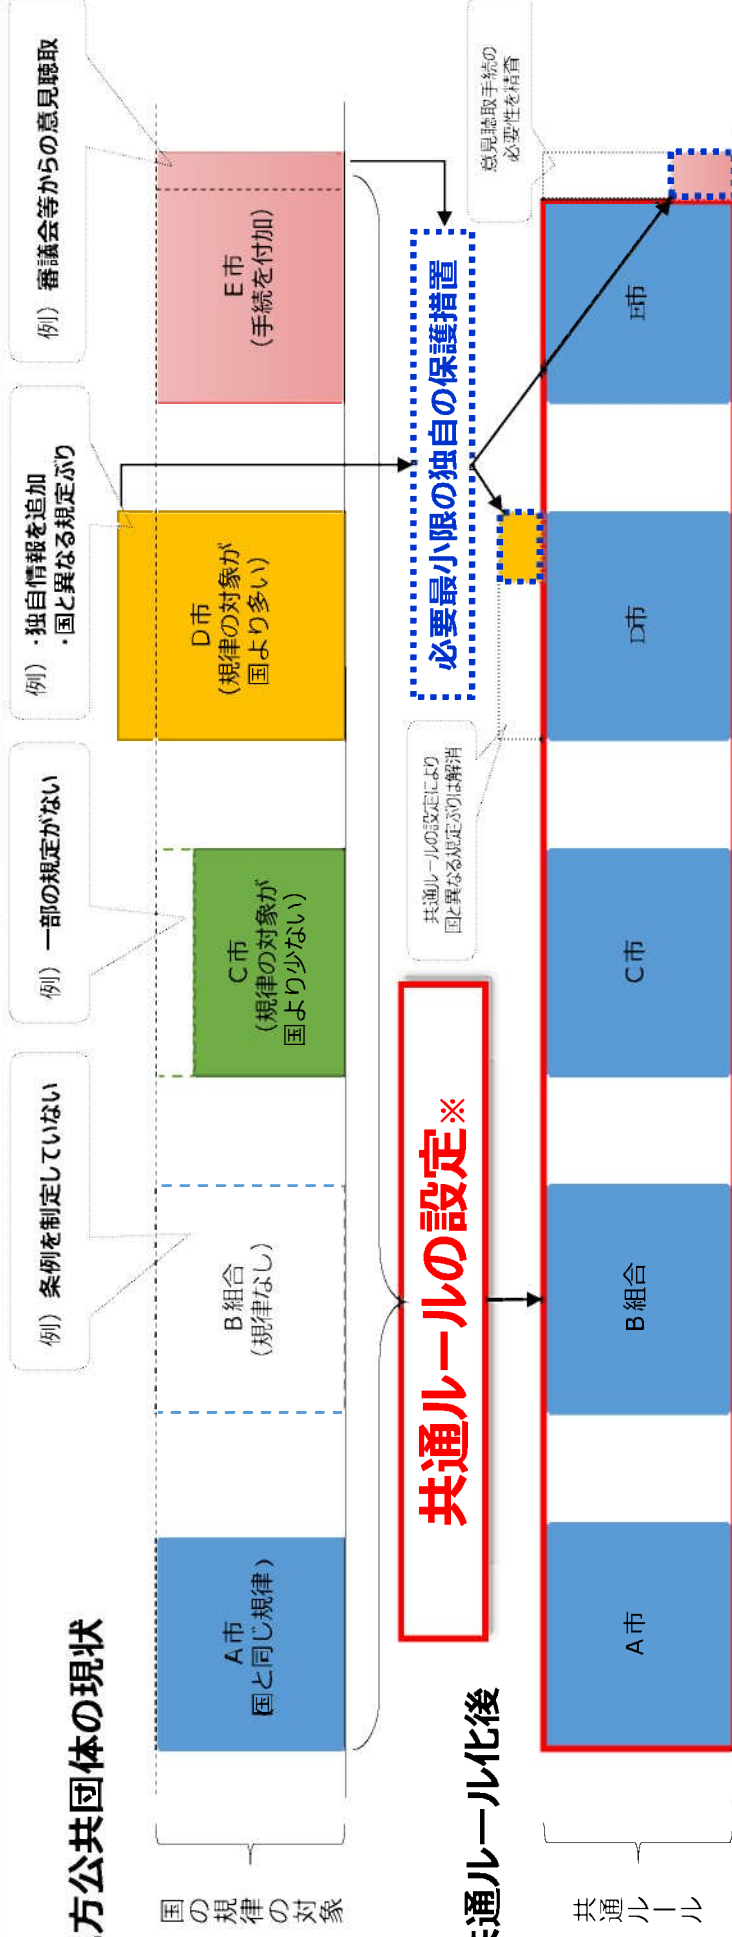 方公共団体の現状
例）条例を制定していない
例）一部の規定がない
例）・独自情報を追加
・国と異なる規定ぶり
例）審議会等からの意見聴取
国の規律の対象
A市
（国と同じ規律）
B組合
（規律なし）
C市
（規律の対象が
国より少ない）
D市
（規律の対象が
国より多い）
E市
（手続を付加）
共通ルールの設定※
共通ルールの設定により
国と異なる規定ぶりは解消
必要最小限の独自の保護措置
意見聴取手続の
必要性を精査
通ルール化後
共通ルール
A市
B組合
C市
D市
E市